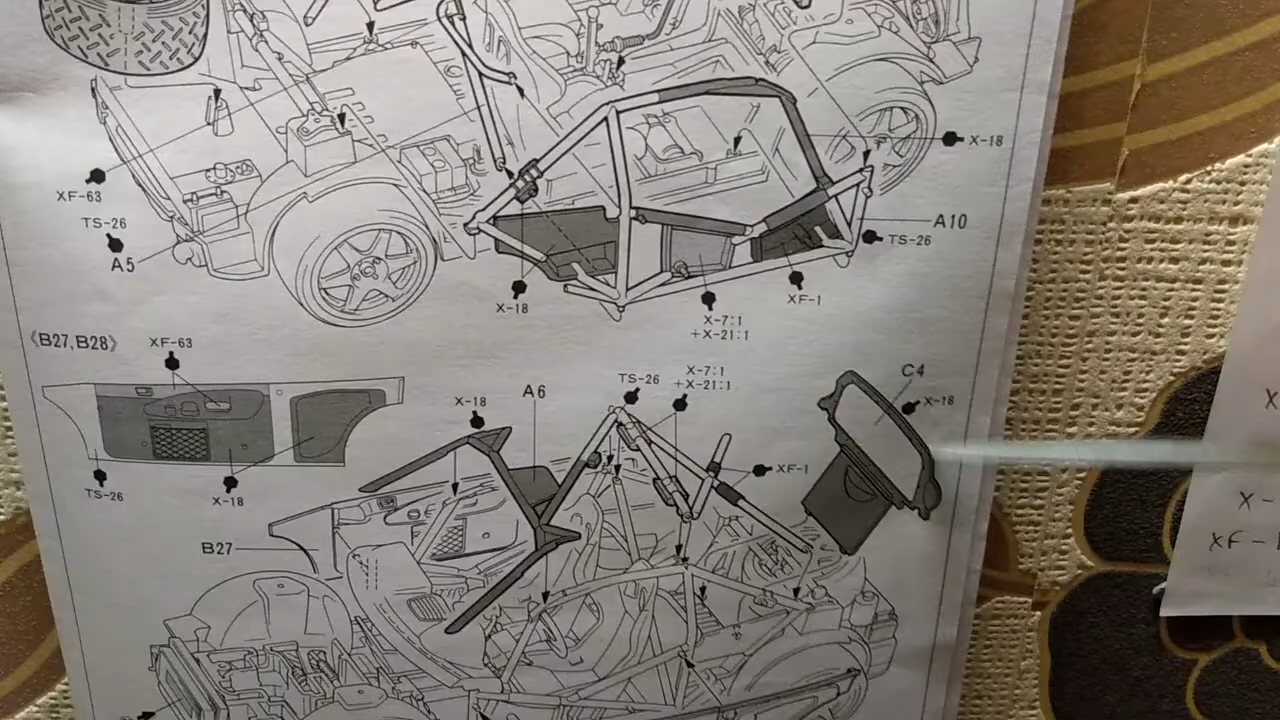 X-18
XF-63
TS-26
A5
A10
TS-26
X-18
XF-1
X-7:1
+X-21:1
《B27,B28》
XF-63
TS-26
X-18
X-18
A6
TS-26
X-7:1
+X-21:1
C4
X-18
XF-1
B27
X
X-
XF-